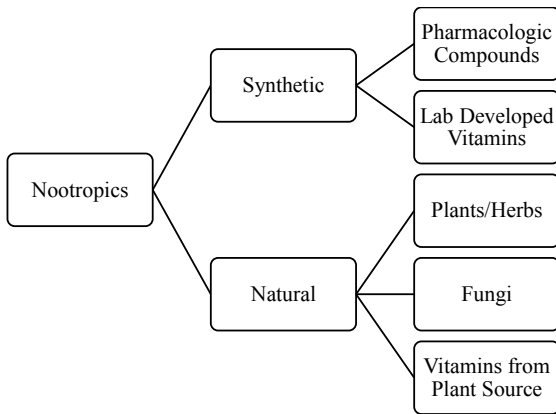 Nootropics
Synthetic
Pharmacologic
Compounds
Lab Developed
Vitamins
Natural
Plants/Herbs
Fungi
Vitamins from
Plant Source